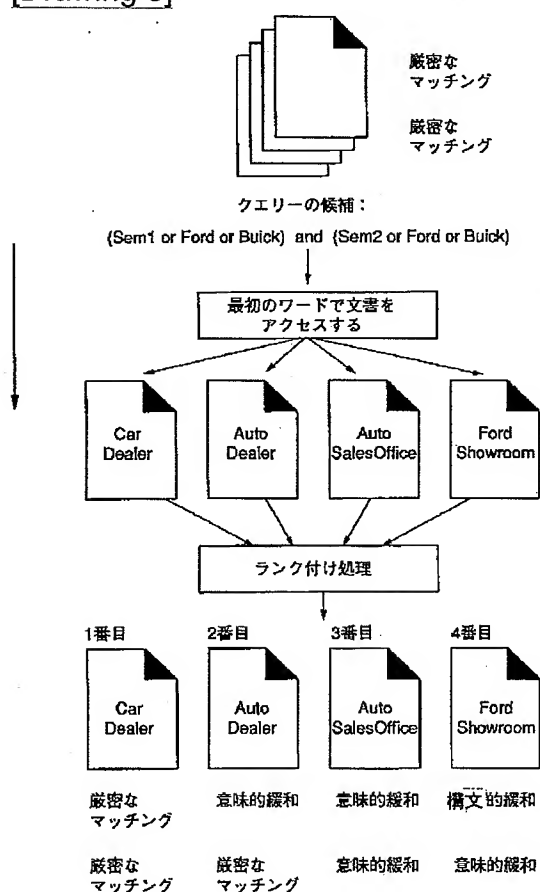 厳密な
マッチング
厳密な
マッチング
クエリーの候補：
{Sem1 or Ford or Buick} and {Sem2 or Ford or Buick}
最初のワードで文書を
アクセスする
Car
Dealer
Auto
Dealer
Auto
SalesOffice
Ford
Showroom
ランク付け処理
1番目
2番目
3番目
4番目
Car
Dealer
Auto
Dealer
Auto
SalesOffice
Ford
Showroom
厳密な
マッチング
意味的緩和
意味的緩和
構文的緩和
厳密な
マッチング
厳密な
マッチング
意味的緩和
意味的緩和